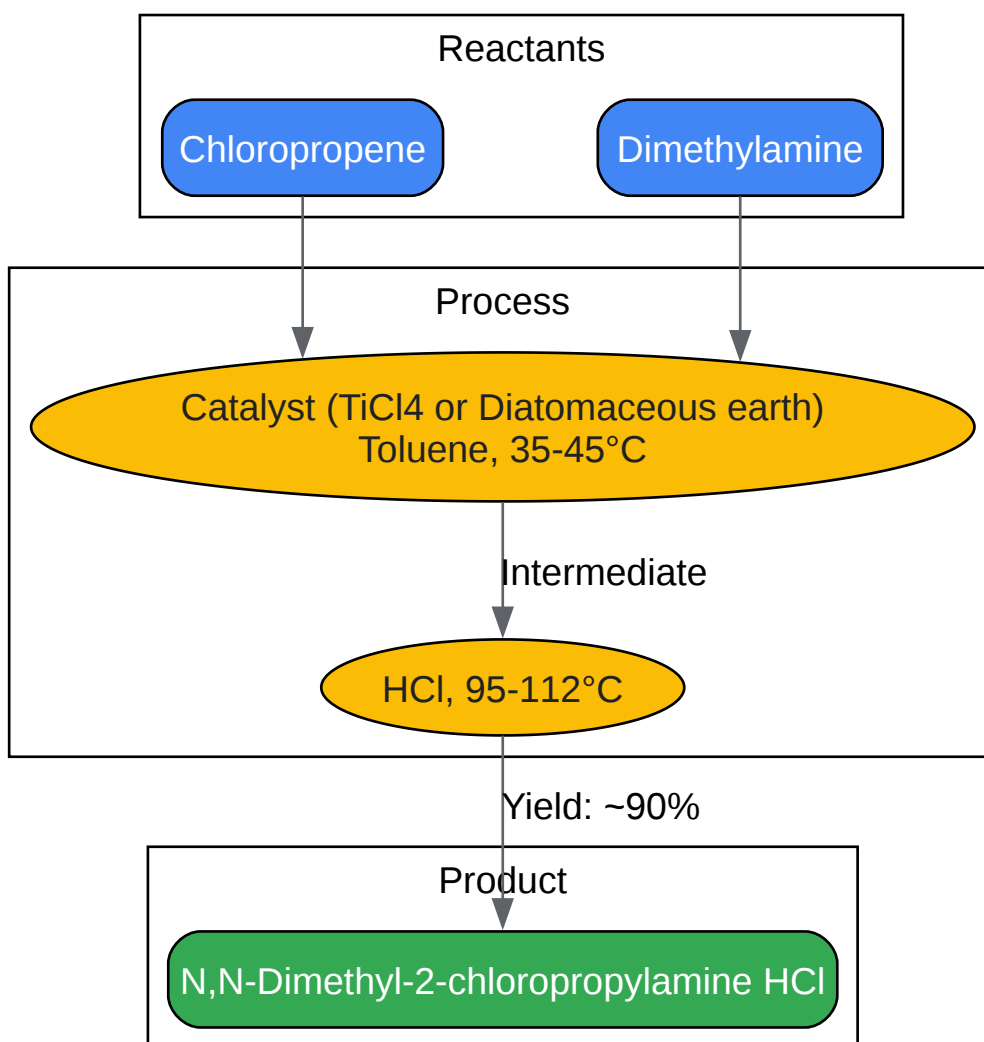 Reactants
Chloropropene
Dimethylamine
Process
Catalyst (TiCl4 or Diatomaceous earth)
Toluene, 35-45°C
Intermediate
HCl, 95-112°C
Yield: ~90%
Product
N,N-Dimethyl-2-chloropropylamine HCl